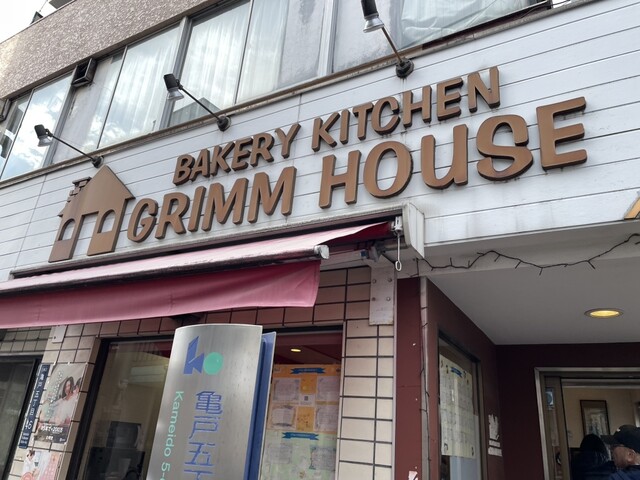 BAKERY KITCHEN
GRIMM HOUSE
亀戸五
Kameido 5-